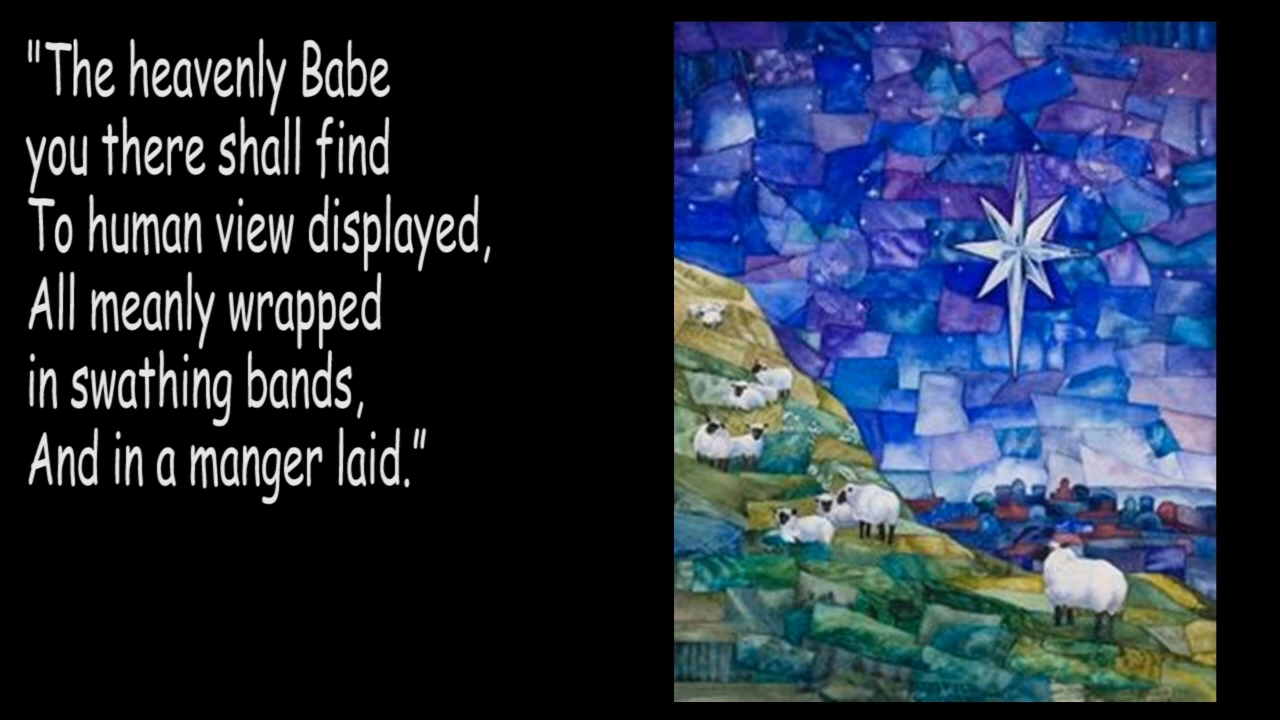 "The heavenly Babe
you there shall find
To human view displayed,
All meanly wrapped
in swathing bands,
And in a manger laid.”